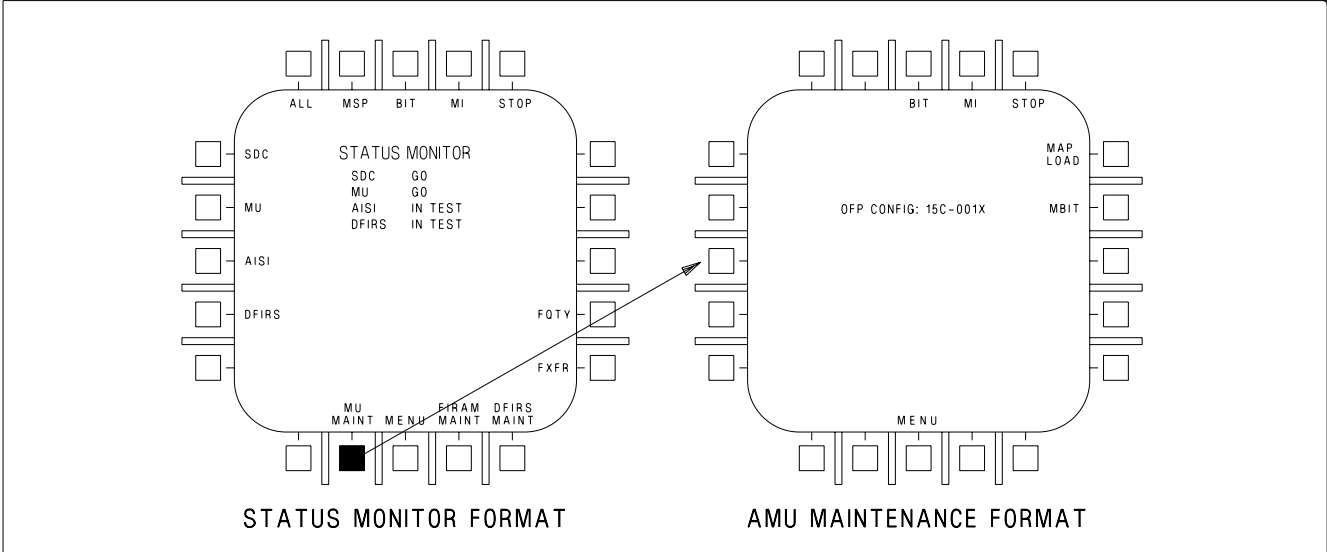 ALL MSP BIT MI STOP
SDC
MU
AISI
DFIRS
STATUS MONITOR
SDC GO
MU GO
AISI IN TEST
DFIRS IN TEST
FQTY
FXFR
MU MAINT
MENU
FIRAM MAINT
DFIRS MAINT
STATUS MONITOR FORMAT
BIT MI STOP
MAP
LOAD
OFP CONFIG: 15C-001X
MBIT
MENU
AMU MAINTENANCE FORMAT